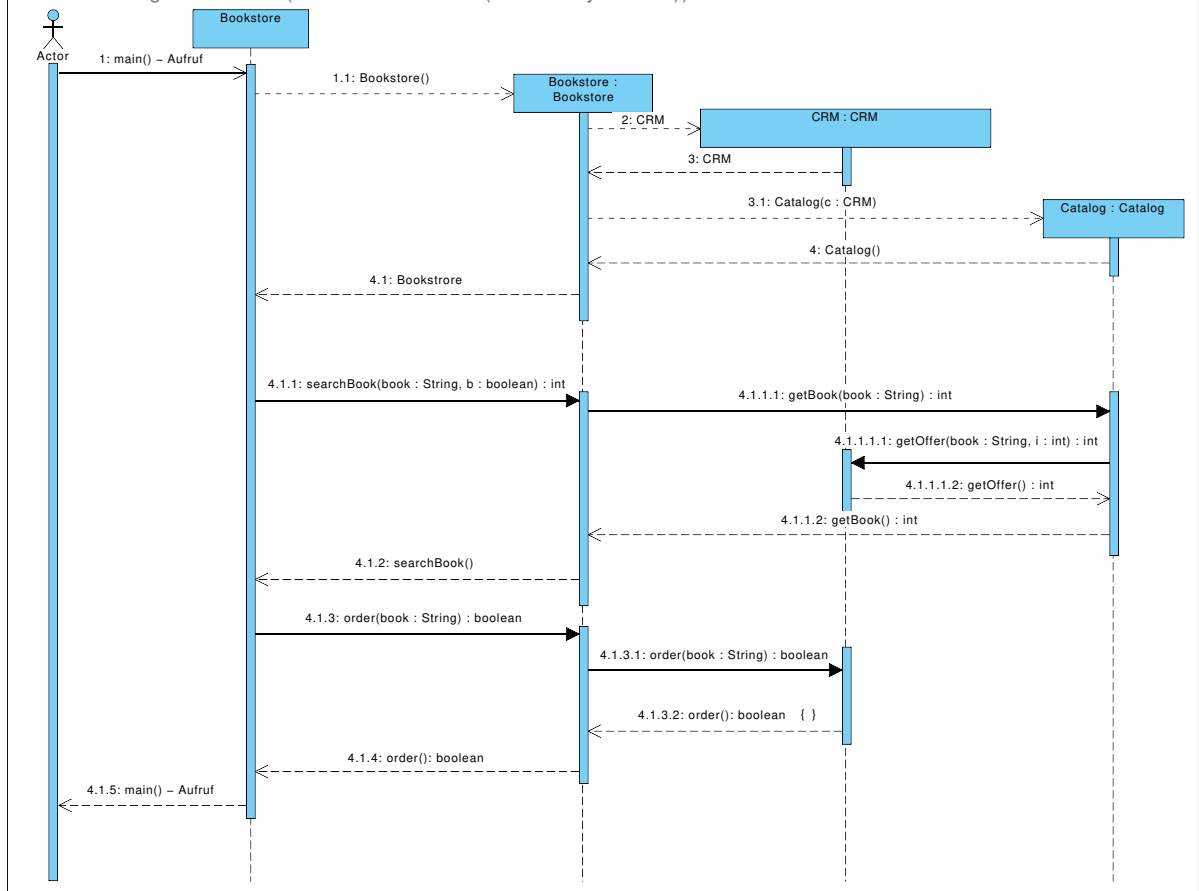 Bookstore
Actor
1: main() – Aufruf
1.1: Bookstore()
Bookstore :
Bookstore
2: CRM
CRM : CRM
3: CRM
3.1: Catalog(c : CRM)
Catalog : Catalog
4: Catalog()
4.1: Bookstrore
4.1.1: searchBook(book : String, b : boolean) : int
4.1.1.1: getBook(book : String) : int
4.1.1.1.1: getOffer(book : String, i : int) : int
4.1.1.1.2: getOffer() : int
4.1.1.2: getBook() : int
4.1.2: searchBook()
4.1.3: order(book : String) : boolean
4.1.3.1: order(book : String) : boolean
4.1.3.2: order(): boolean { }
4.1.4: order(): boolean
4.1.5: main() – Aufruf